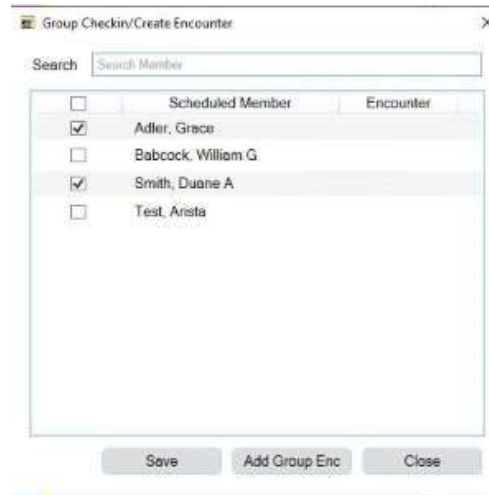 Group Checkin/Create Encounter
Search Search Member
Scheduled Member Encounter
Adler, Grace
Babcock, William G
Smith, Duane A
Test, Arista
Save Add Group Enc Close